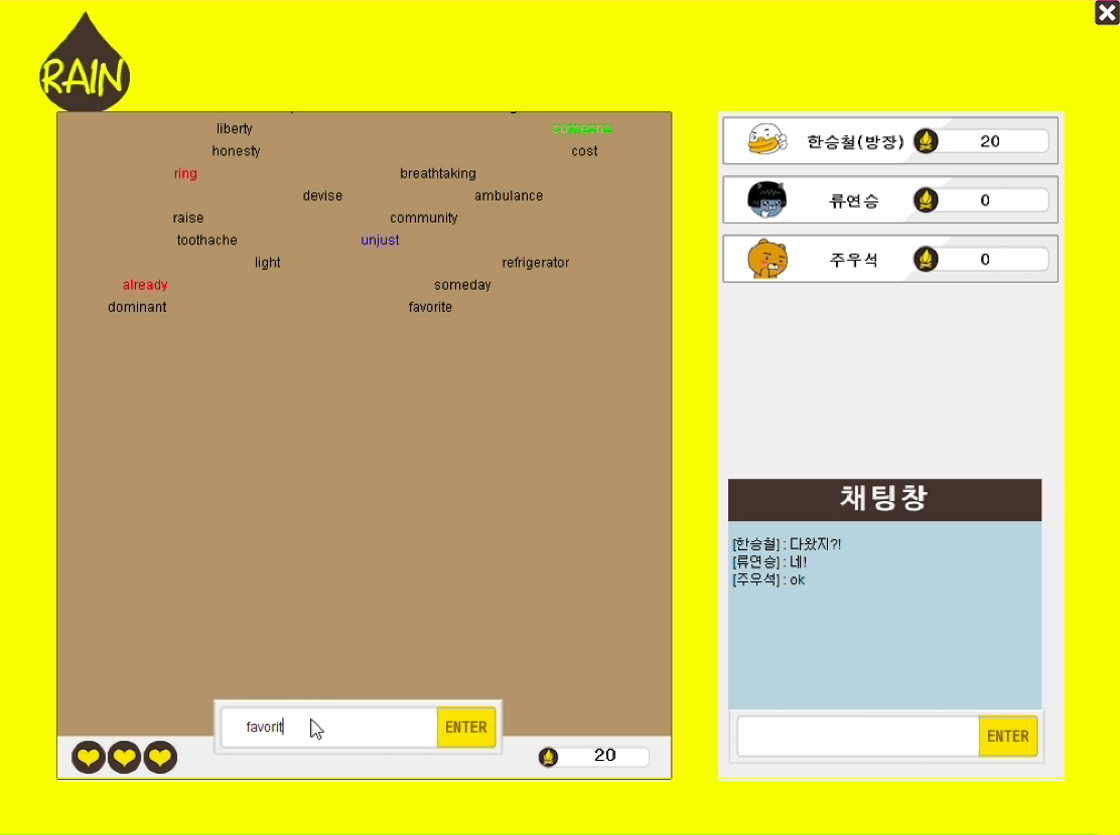 RAIN
liberty someone
honesty cost
ring breathtaking
devise ambulance
raise community
toothache unjust
light refrigerator
already someday
dominant favorite
favorit ENTER
20
한승철(방장) 20
류연승 0
주우석 0
채팅창
[한승철] : 다왔지?!
[류연승] : 네!
[주우석] : ok
ENTER